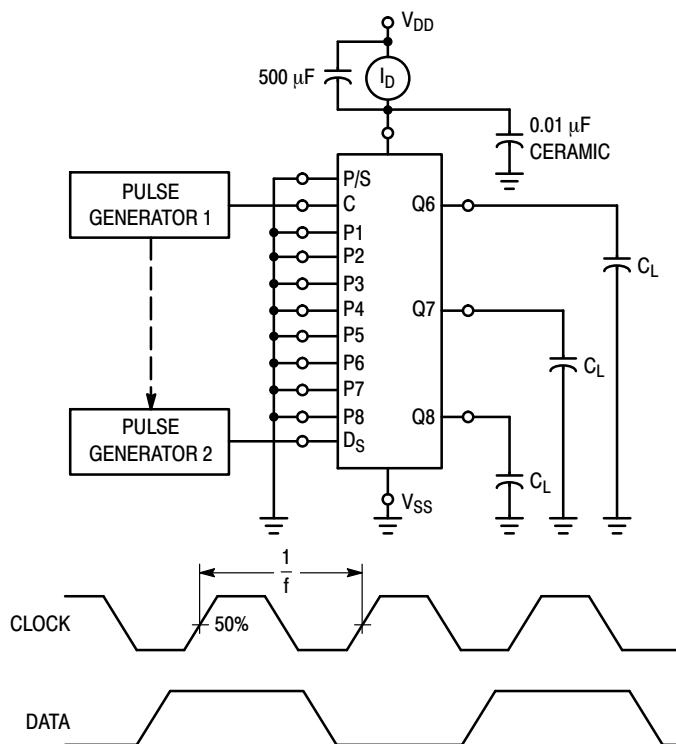 V_DD
500 μF
I_D
0.01 μF
CERAMIC
PULSE
GENERATOR 1
PULSE
GENERATOR 2
P/S
C
P1
P2
P3
P4
P5
P6
P7
P8
D_S
Q6
Q7
Q8
C_L
C_L
C_L
V_SS
1
f
CLOCK
50%
DATA